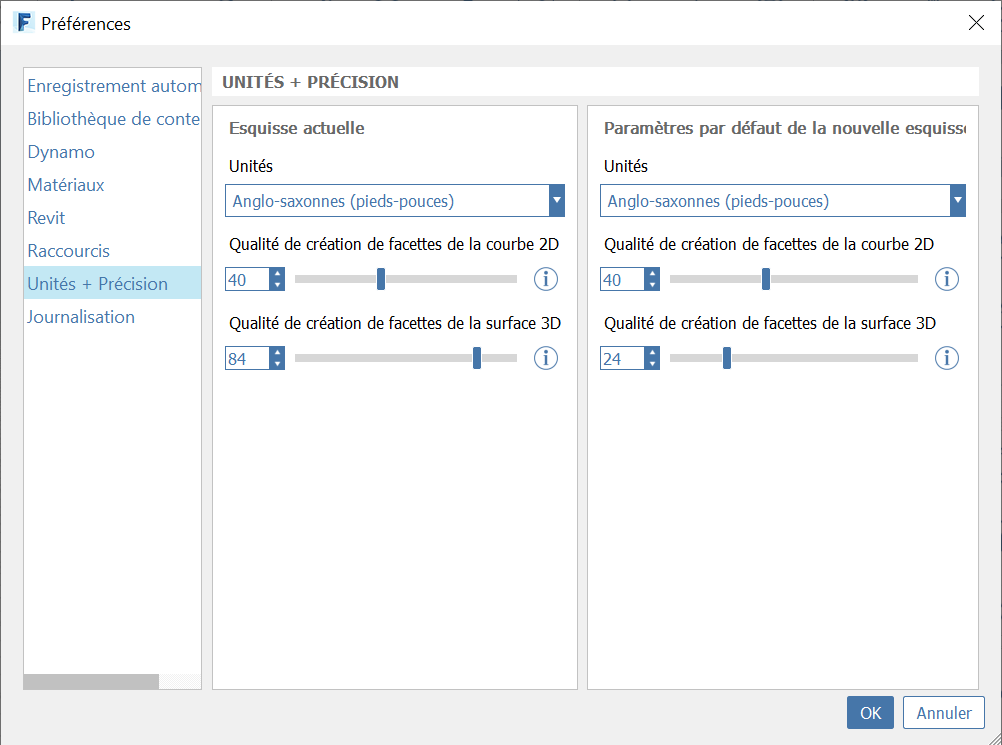 Préférences
Enregistrement autom
Bibliothèque de conte
Dynamo
Matériaux
Revit
Raccourcis
Unités + Précision
Journalisation
UNITÉS + PRÉCISION
Esquisse actuelle
Unités
Anglo-saxonnes (pieds-pouces)
Qualité de création de facettes de la courbe 2D
40
Qualité de création de facettes de la surface 3D
84
Paramètres par défaut de la nouvelle esquisse
Unités
Anglo-saxonnes (pieds-pouces)
Qualité de création de facettes de la courbe 2D
40
Qualité de création de facettes de la surface 3D
24
OK
Annuler